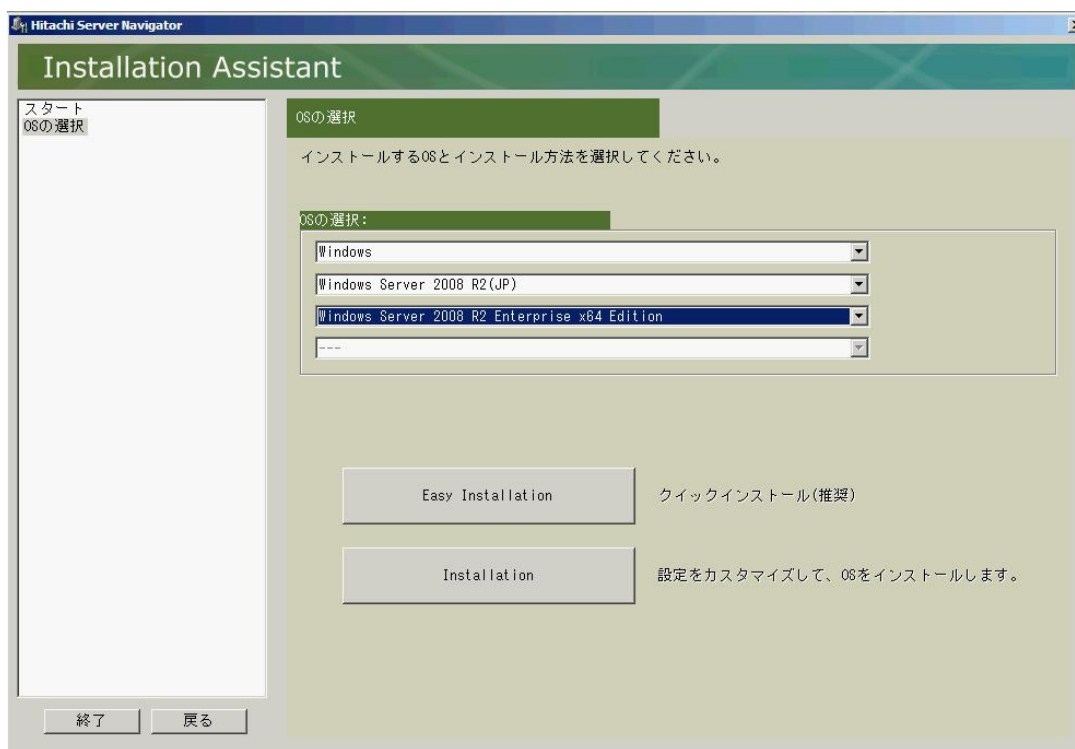 Hitachi Server Navigator
Installation Assistant
スタート
OSの選択
OSの選択
インストールするOSとインストール方法を選択してください。
OSの選択:
Windows
Windows Server 2008 R2(JP)
Windows Server 2008 R2 Enterprise x64 Edition
---
Easy Installation
クイックインストール(推奨)
Installation
設定をカスタマイズして、OSをインストールします。
終了
戻る